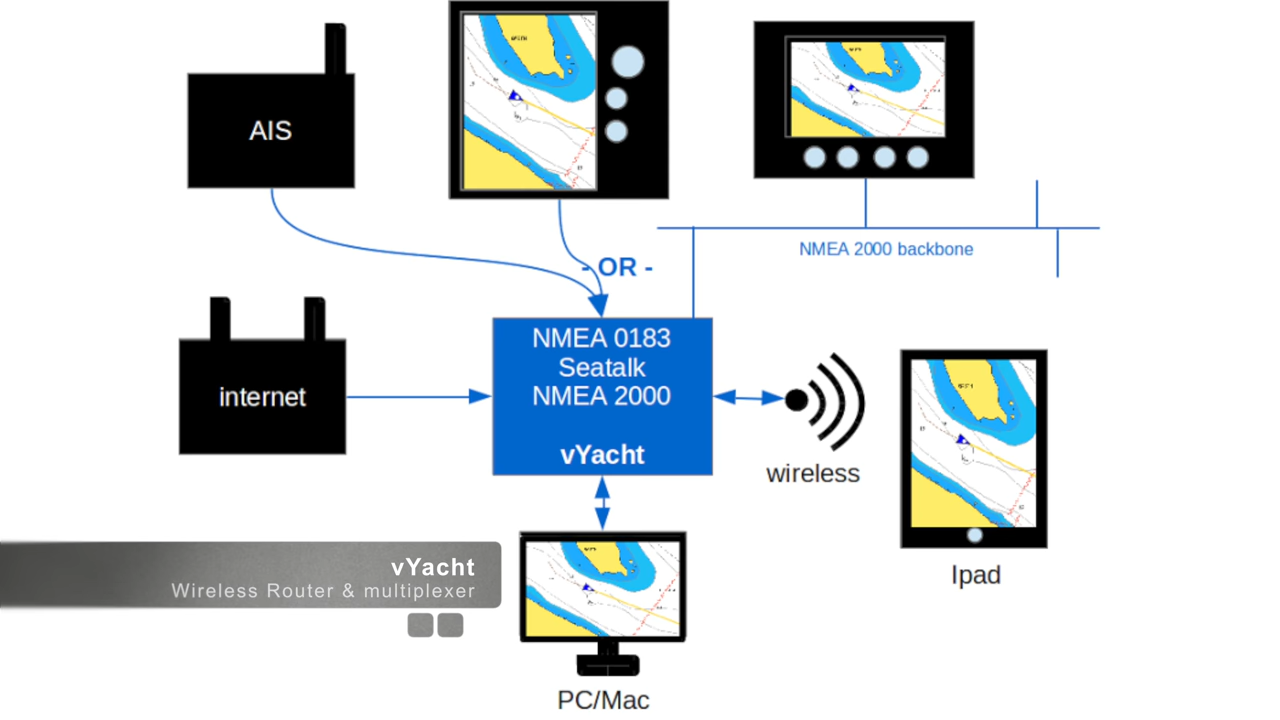 AIS
- OR -
NMEA 2000 backbone
internet
NMEA 0183
Seatalk
NMEA 2000
vYacht
wireless
Ipad
vYacht
Wireless Router & multiplexer
PC/Mac